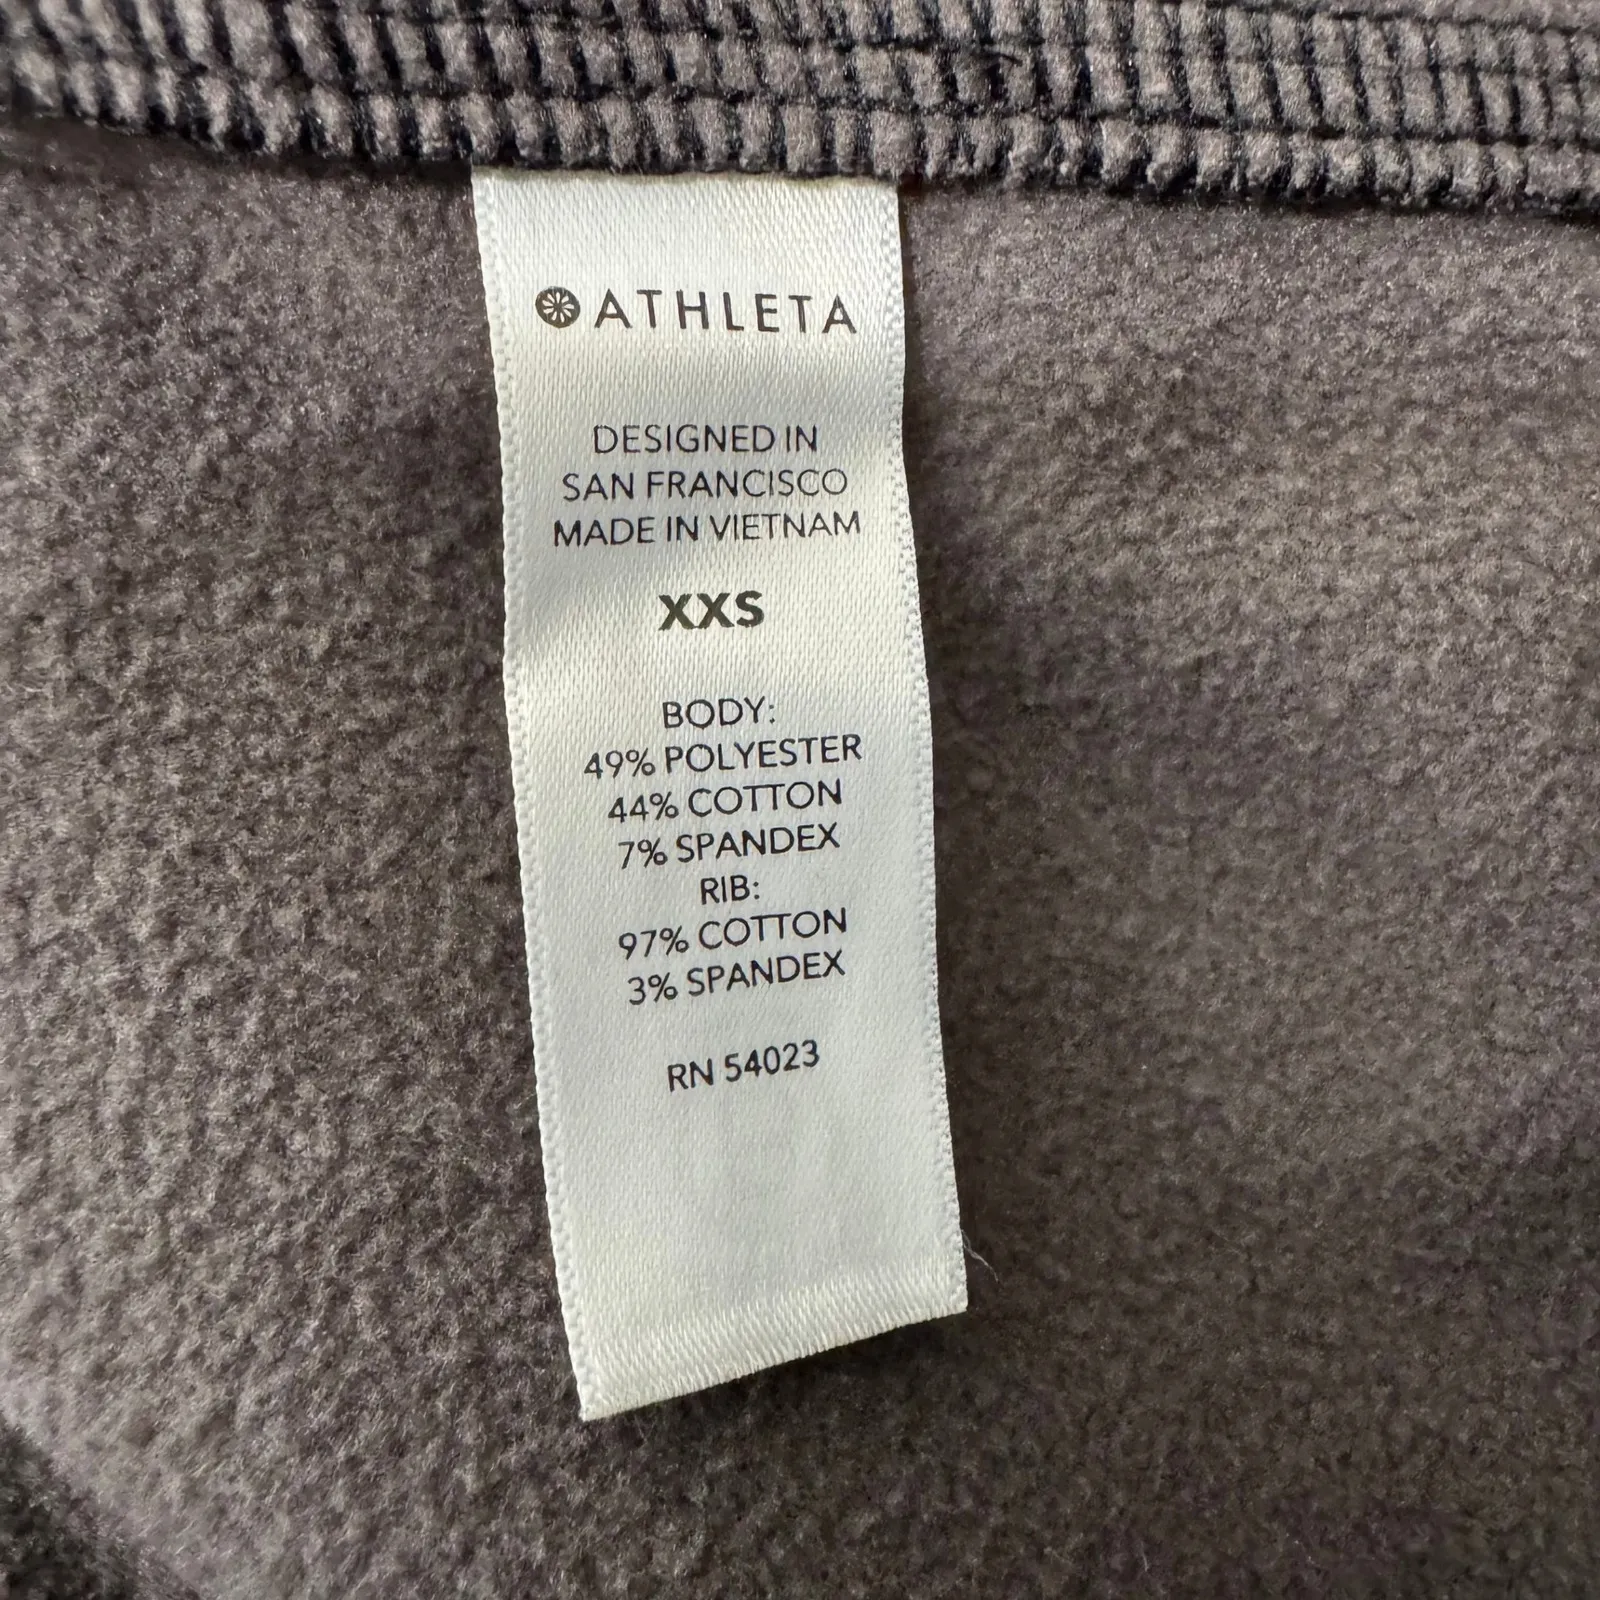 ATHLETA
DESIGNED IN
SAN FRANCISCO
MADE IN VIETNAM
XXS
BODY:
49% POLYESTER
44% COTTON
7% SPANDEX
RIB:
97% COTTON
3% SPANDEX
RN 54023